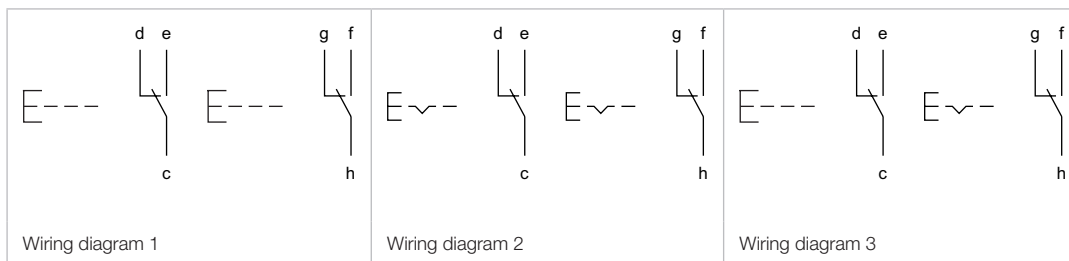 d e g f
c h
Wiring diagram 1
d e g f
c h
Wiring diagram 2
d e g f
c h
Wiring diagram 3